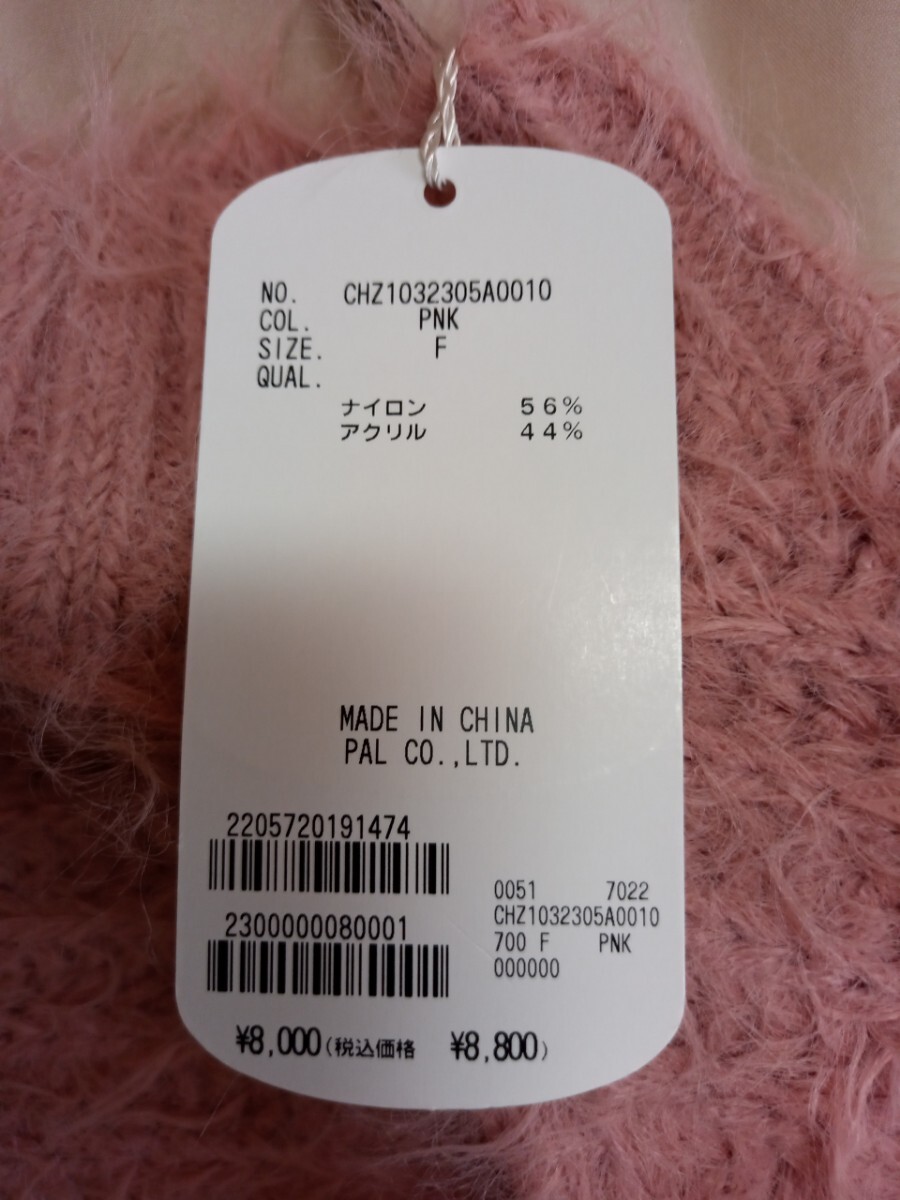 NO. CHZ1032305A0010
COL. PNK
SIZE. F
QUAL.
ナイロン 56%
アクリル 44%
MADE IN CHINA
PAL CO.,LTD.
2205720191474
2300000080001
0051 7022
CHZ1032305A0010
700 F PNK
000000
¥8,000(税込価格 ¥8,800)